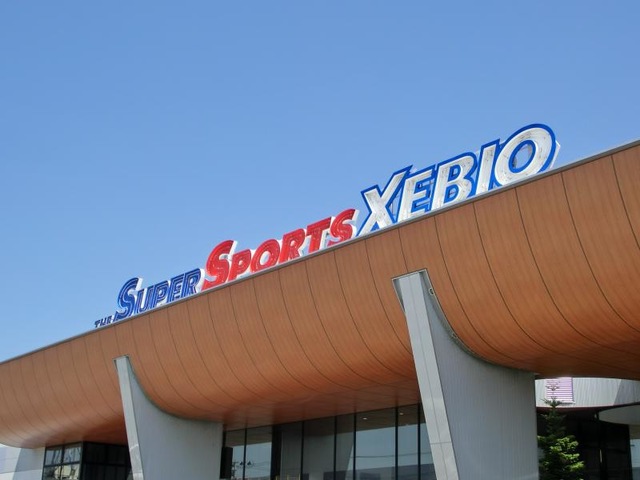 THE SUPER SPORTS XEBIO